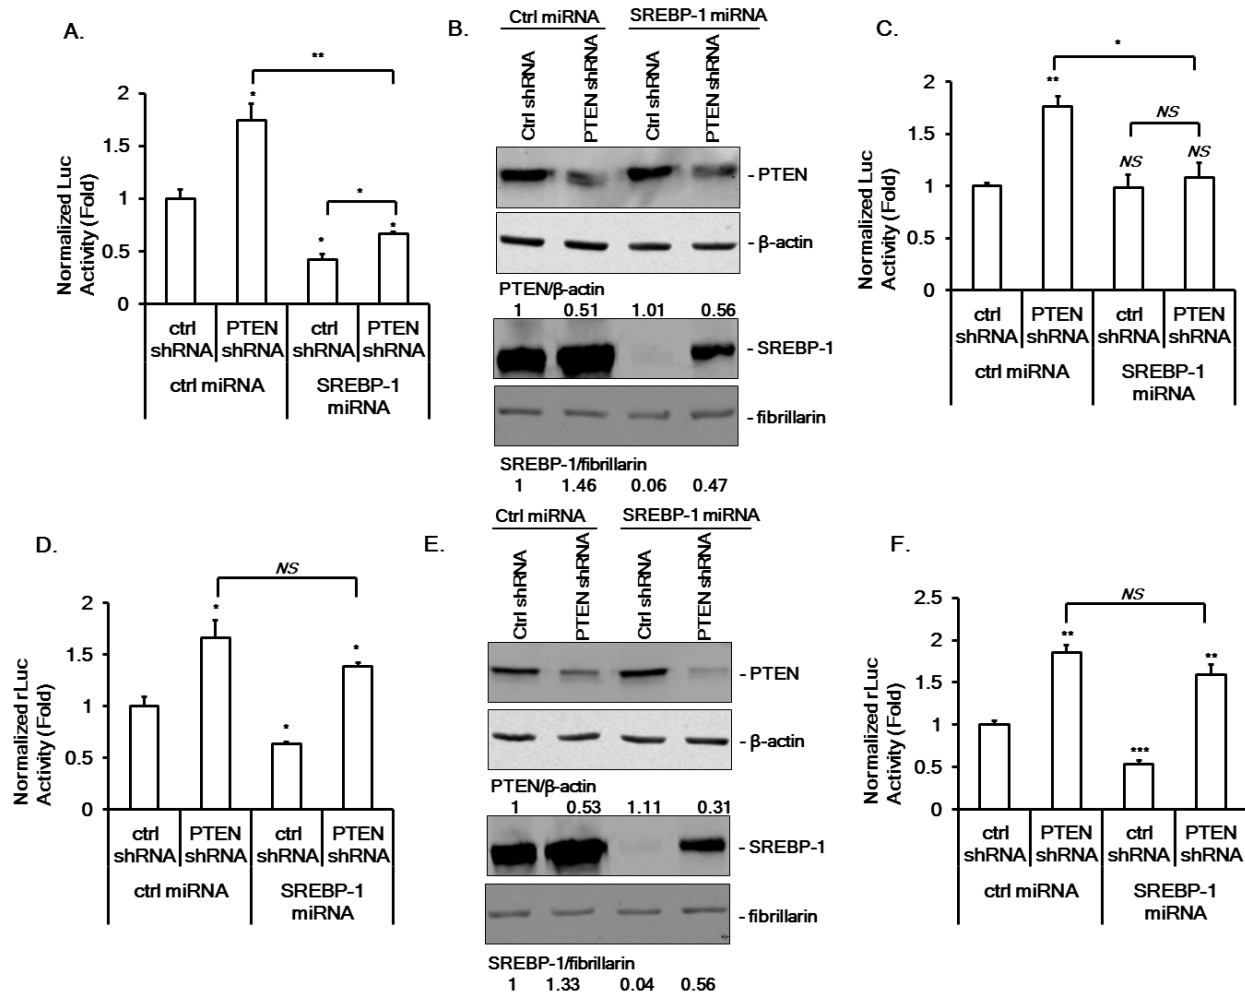 A.
**
*
*
*
*
2
1.5
1
0.5
0
Normalized Luc
Activity (Fold)
ctrl
shRNA
PTEN
shRNA
ctrl
shRNA
PTEN
shRNA
ctrl miRNA
SREBP-1
miRNA
B.
Ctrl miRNA
SREBP-1 miRNA
Ctrl shRNA
PTEN shRNA
Ctrl shRNA
PTEN shRNA
- PTEN
- β-actin
PTEN/β-actin
1 0.51 1.01 0.56
- SREBP-1
- fibrillarin
SREBP-1/fibrillarin
1 1.46 0.06 0.47
C.
*
**
NS
NS
NS
2
1.5
1
0.5
0
Normalized Luc
Activity (Fold)
ctrl
shRNA
PTEN
shRNA
ctrl
shRNA
PTEN
shRNA
ctrl miRNA
SREBP-1
miRNA
D.
NS
*
*
*
2
1.5
1
0.5
0
Normalized rLuc
Activity (Fold)
ctrl
shRNA
PTEN
shRNA
ctrl
shRNA
PTEN
shRNA
ctrl miRNA
SREBP-1
miRNA
E.
Ctrl miRNA
SREBP-1 miRNA
Ctrl shRNA
PTEN shRNA
Ctrl shRNA
PTEN shRNA
- PTEN
- β-actin
PTEN/β-actin
1 0.53 1.11 0.31
- SREBP-1
- fibrillarin
SREBP-1/fibrillarin
1 1.33 0.04 0.56
F.
NS
**
**
***
2.5
2
1.5
1
0.5
0
Normalized rLuc
Activity (Fold)
ctrl
shRNA
PTEN
shRNA
ctrl
shRNA
PTEN
shRNA
ctrl miRNA
SREBP-1
miRNA